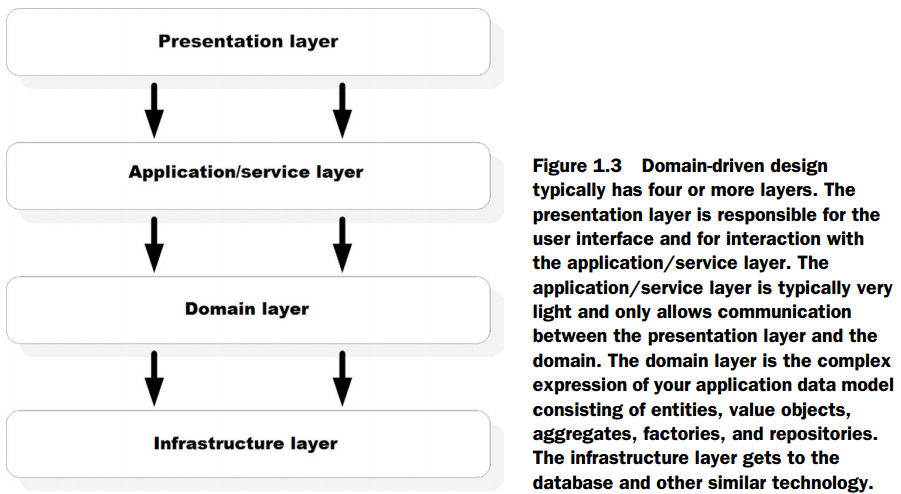 Presentation layer
Application/service layer
Domain layer
Infrastructure layer
Figure 1.3 Domain-driven design
typically has four or more layers. The
presentation layer is responsible for the
user interface and for interaction with
the application/service layer. The
application/service layer is typically very
light and only allows communication
between the presentation layer and the
domain. The domain layer is the complex
expression of your application data model
consisting of entities, value objects,
aggregates, factories, and repositories.
The infrastructure layer gets to the
database and other similar technology.